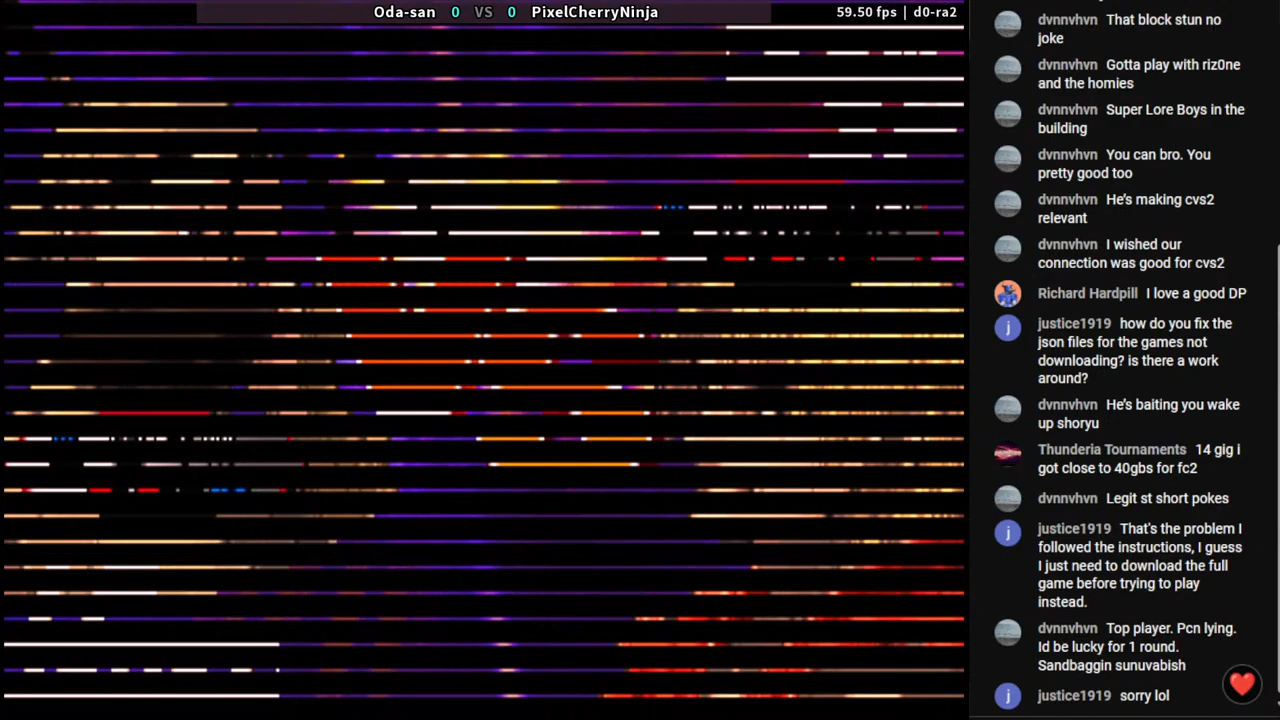 Oda-san 0 VS 0 PixelCherryNinja
59.50 fps | d0-ra2
dvnnvhvn That block stun no
joke
dvnnvhvn Gotta play with riz0ne
and the homies
dvnnvhvn Super Lore Boys in the
building
dvnnvhvn You can bro. You
pretty good too
dvnnvhvn He's making cvs2
relevant
dvnnvhvn I wished our
connection was good for cvs2
Richard Hardpill I love a good DP
j
justice1919 how do you fix the
json files for the games not
downloading? is there a work
around?
dvnnvhvn He's baiting you wake
up shoryu
Thunderia Tournaments 14 gig i
got close to 40gbs for fc2
dvnnvhvn Legit st short pokes
j
justice1919 That's the problem I
followed the instructions, I guess
I just need to download the full
game before trying to play
instead.
dvnnvhvn Top player. Pcn lying.
Id be lucky for 1 round.
Sandbaggin sunuvabish
j
justice1919 sorry lol